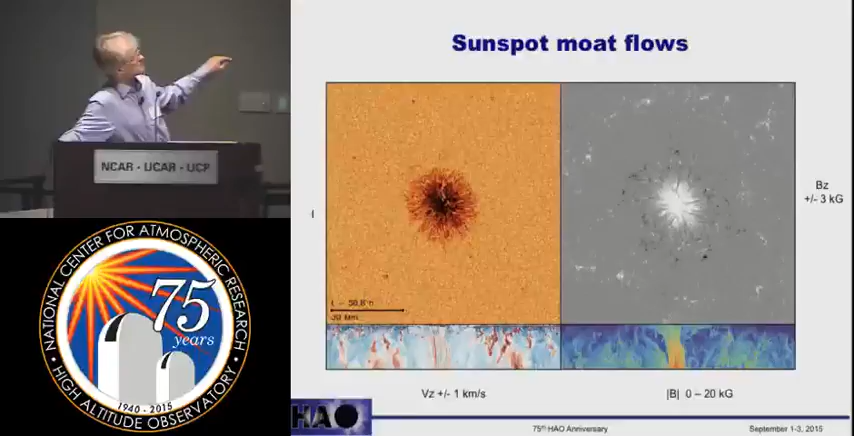 Sunspot moat flows
NCAR - UCAR - UCP
Bz
+/- 3 kG
NATIONAL CENTER FOR ATMOSPHERIC RESEARCH
75
years
1940 - 2015
HIGH ALTITUDE OBSERVATORY
Vz +/- 1 km/s
|B| 0 – 20 kG
HAO
75th HAO Anniversary
September 1-3, 2015